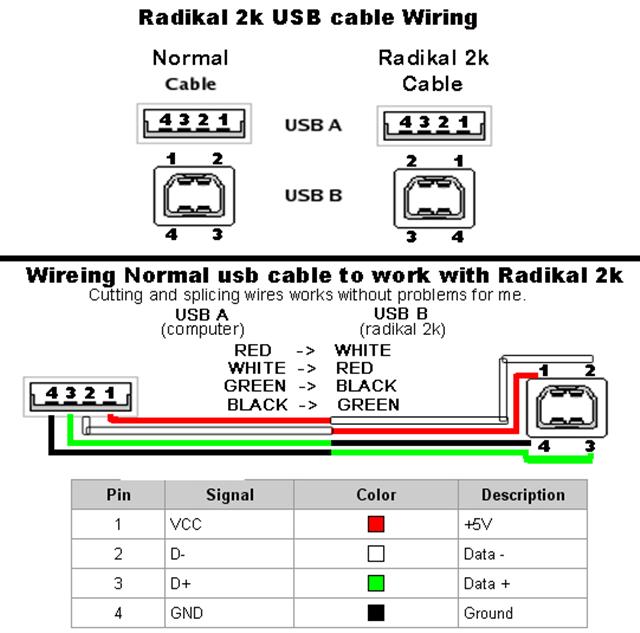 Radikal 2k USB cable Wiring
Normal Radikal 2k
Cable Cable
4 3 2 1 USB A 4 3 2 1
1 2 2 1
USB B
4 3 3 4
Wireing Normal usb cable to work with Radikal 2k
Cutting and splicing wires works without problems for me.
USB A USB B
(computer) (radikal 2k)
RED -> WHITE
WHITE -> RED
GREEN -> BLACK
BLACK -> GREEN
1 2
4 3 2 1
4 3
Pin Signal Color Description
1 VCC +5V
2 D- Data -
3 D+ Data +
4 GND Ground